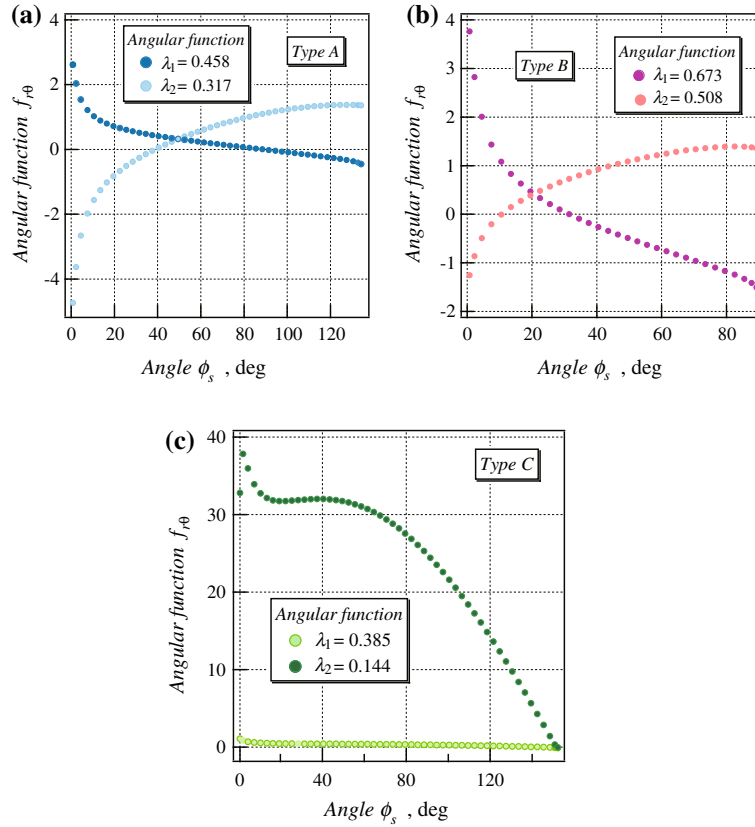 (a)
Angular function
λ1 = 0.458
λ2 = 0.317
Type A
4
2
0
-2
-4
Angular function frθ
0 20 40 60 80 100 120
Angle ϕs , deg
(b)
Type B
Angular function
λ1 = 0.673
λ2 = 0.508
4
3
2
1
0
-1
-2
Angular function frθ
0 20 40 60 80
Angle ϕs , deg
(c)
Type C
Angular function
λ1 = 0.385
λ2 = 0.144
40
30
20
10
0
Angular function frθ
0 40 80 120
Angle ϕs , deg